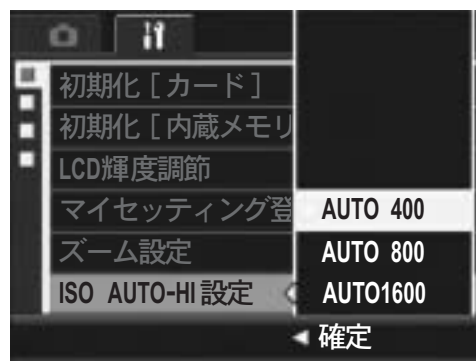 初期化［カード］
初期化［内蔵メモリ
LCD輝度調節
マイセッティング登
ズーム設定
ISO AUTO-HI設定
AUTO 400
AUTO 800
AUTO1600
確定